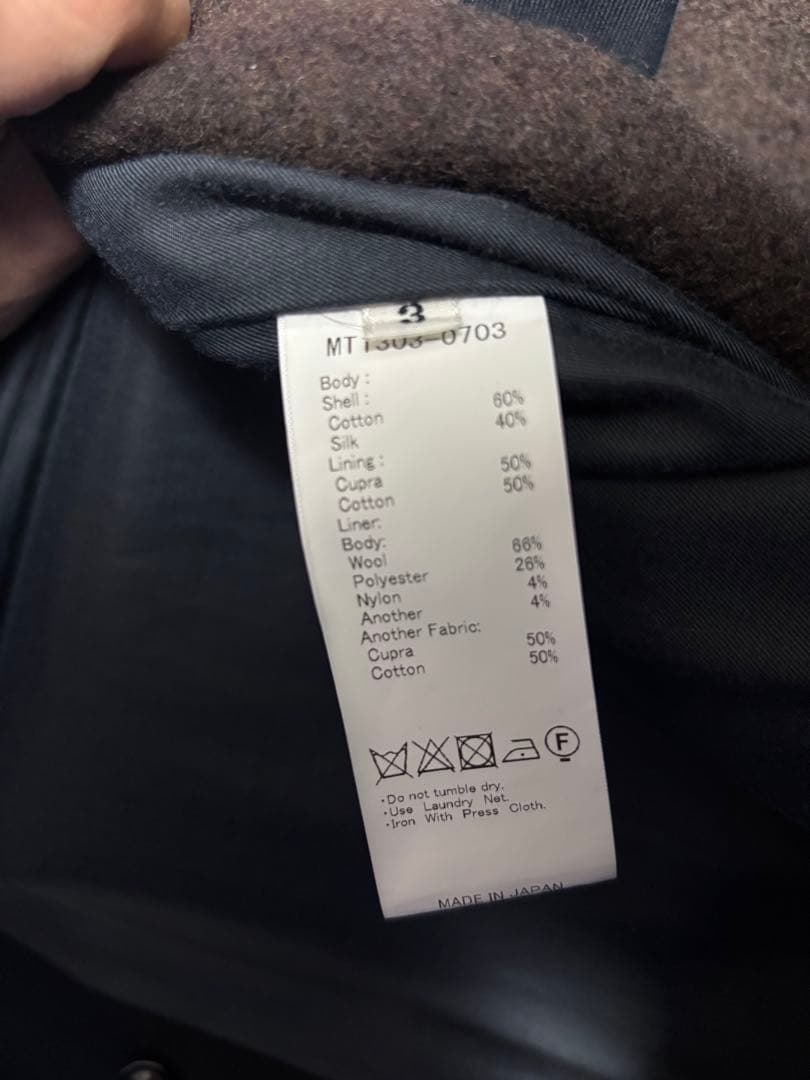 3
MT1303-0703
Body:
Shell:
Cotton 60%
Silk 40%
Lining:
Cupra 50%
Cotton 50%
Liner:
Body:
Wool 66%
Polyester 26%
Nylon 4%
Another 4%
Another Fabric:
Cupra 50%
Cotton 50%
F
·Do not tumble dry.
·Use Laundry Net.
·Iron With Press Cloth.
MADE IN JAPAN